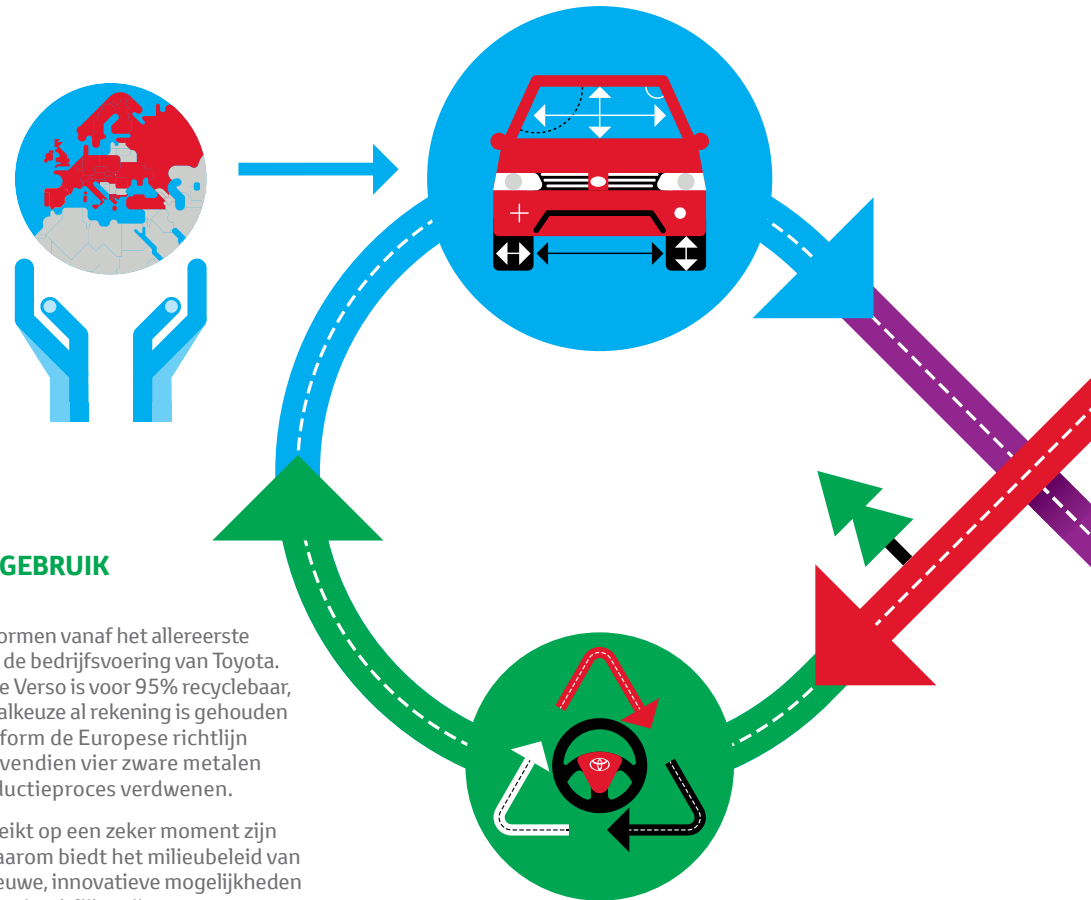 GEBRUIK
ormen vanaf het allereerste
de bedrijfsvoering van Toyota.
e Verso is voor 95% recyclebaar,
alkeuze al rekening is gehouden
form de Europese richtlijn
vendien vier zware metalen
ductieproces verdwenen.
eikt op een zeker moment zijn
aarom biedt het milieubeleid van
euwe, innovatieve mogelijkheden